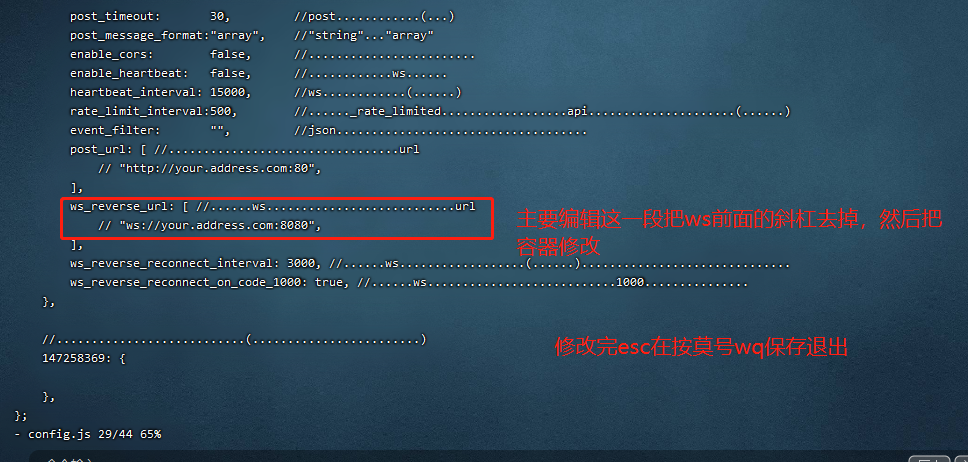 post_timeout: 30, //post............(...)
post_message_format:"array", //"string"..."array"
enable_cors: false, //........................
enable_heartbeat: false, //............ws......
heartbeat_interval: 15000, //ws............(......)
rate_limit_interval:500, //......_rate_limited..................api.....................(......)
event_filter: "", //json....................................
post_url: [ //.................................url
// "http://your.address.com:80",
],
ws_reverse_url: [ //......ws...........................url
// "ws://your.address.com:8080",
],
主要编辑这一段把ws前面的斜杠去掉，然后把
容器修改
ws_reverse_reconnect_interval: 3000, //......ws..................(......)..............................
ws_reverse_reconnect_on_code_1000: true, //......ws...........................1000...............
},
//...........................(........................)
147258369: {
修改完esc在按莫号wq保存退出
},
};
- config.js 29/44 65%